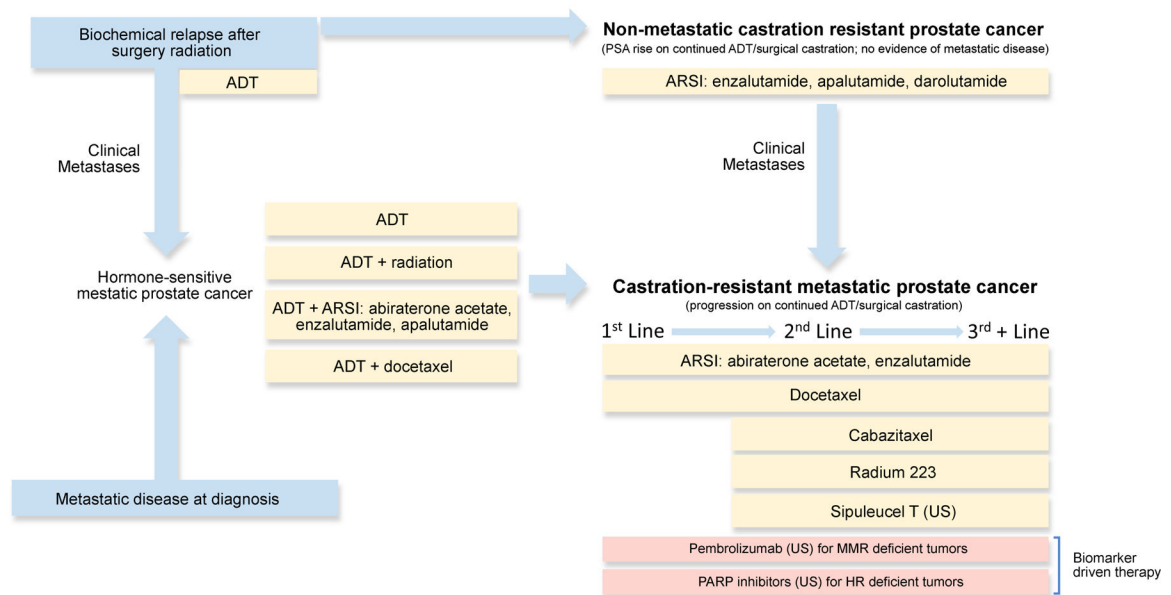 Biochemical relapse after
surgery radiation
ADT
Clinical
Metastases
Hormone-sensitive
mestatic prostate cancer
Metastatic disease at diagnosis
ADT
ADT + radiation
ADT + ARSI: abiraterone acetate,
enzalutamide, apalutamide
ADT + docetaxel
Non-metastatic castration resistant prostate cancer
(PSA rise on continued ADT/surgical castration; no evidence of metastatic disease)
ARSI: enzalutamide, apalutamide, darolutamide
Clinical
Metastases
Castration-resistant metastatic prostate cancer
(progression on continued ADT/surgical castration)
1st Line 2nd Line 3rd + Line
ARSI: abiraterone acetate, enzalutamide
Docetaxel
Cabazitaxel
Radium 223
Sipuleucel T (US)
Pembrolizumab (US) for MMR deficient tumors
PARP inhibitors (US) for HR deficient tumors
Biomarker
driven therapy